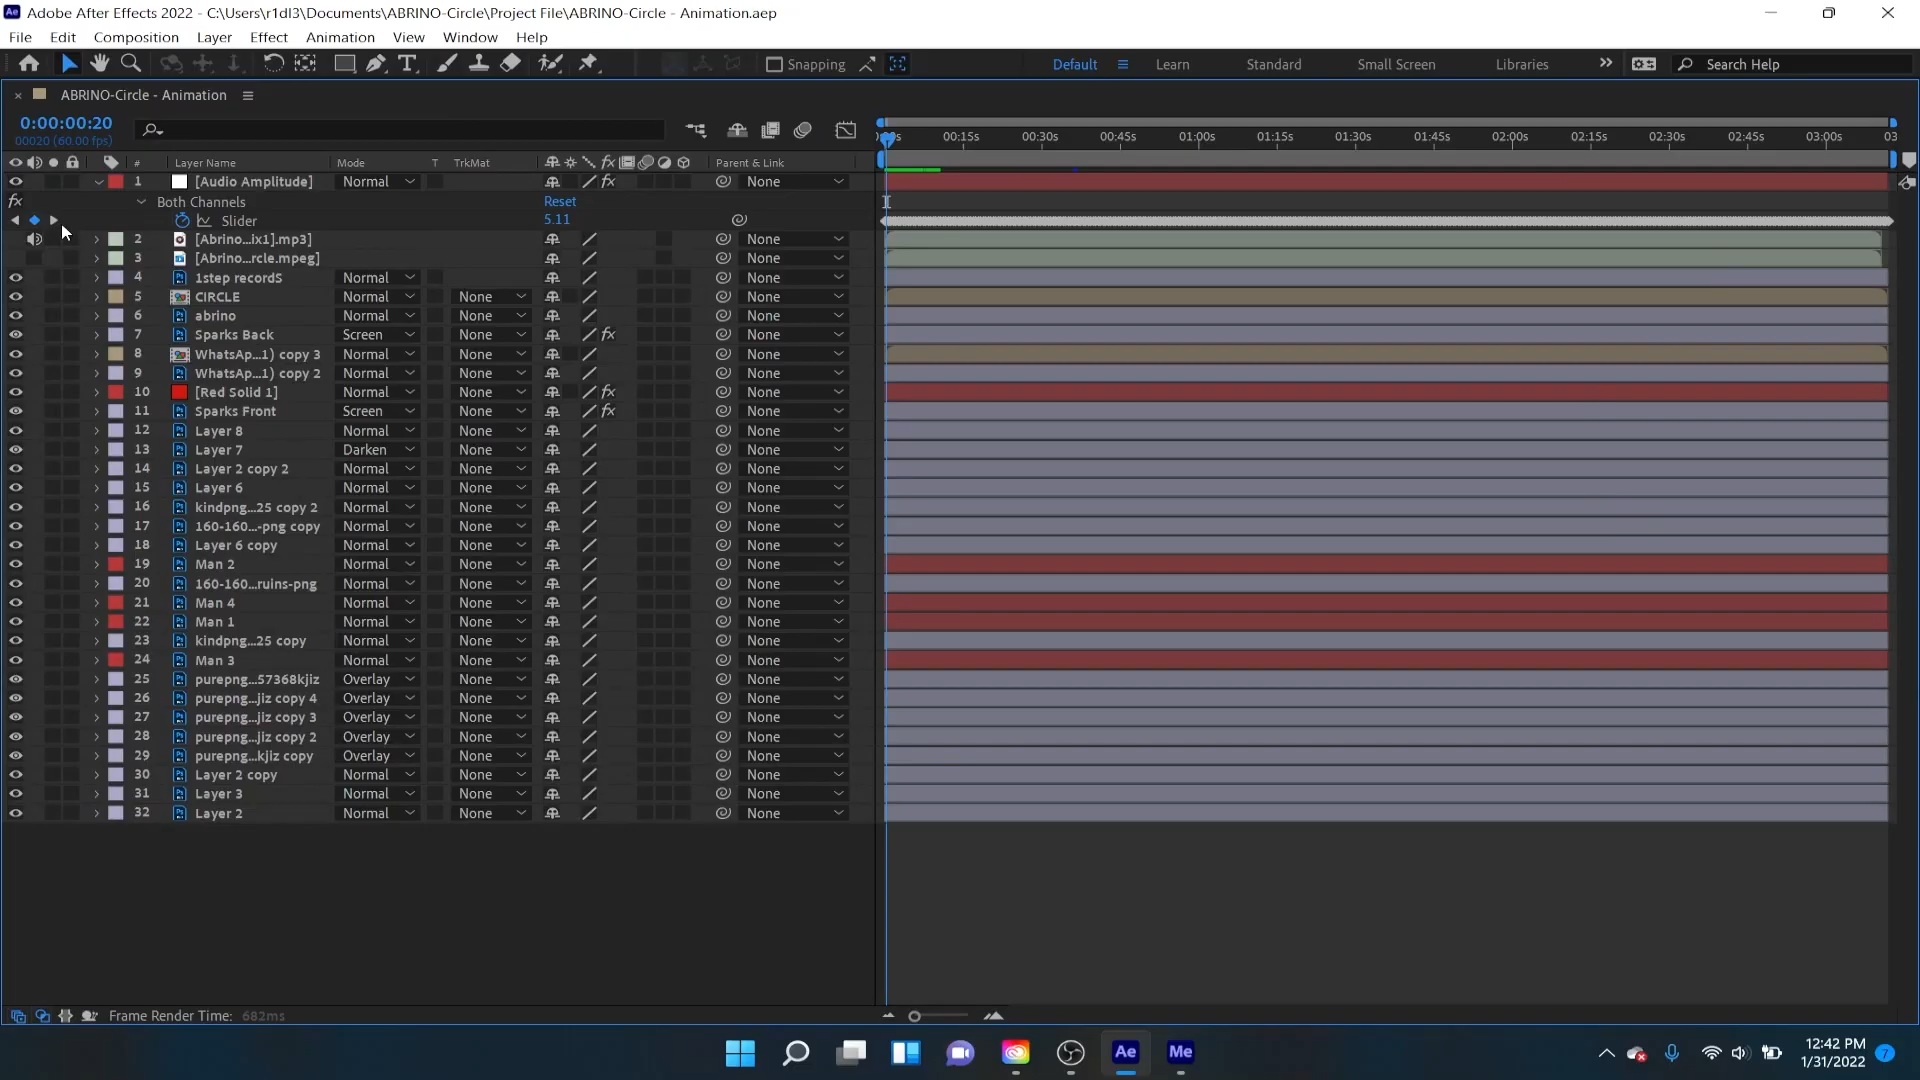 Adobe After Effects 2022 - C:\Users\r1dl3\Documents\ABRINO-Circle\Project File\ABRINO-Circle - Animation.aep
File Edit Composition Layer Effect Animation View Window Help
Snapping Default Learn Standard Small Screen Libraries Search Help
ABRINO-Circle - Animation
0:00:00:20
00020 (60.00 fps)
00:15s 00:30s 00:45s 01:00s 01:15s 01:30s 01:45s 02:00s 02:15s 02:30s 02:45s 03:00s 03
# Layer Name Mode T TrkMat fx Parent & Link
1 [Audio Amplitude] Normal fx None
fx Both Channels Reset
Slider 5.11
2 [Abrino...ix1].mp3] None
3 [Abrino...rcle.mpeg] None
4 1step recordS Normal None
5 CIRCLE Normal None None
6 abrino Normal None None
7 Sparks Back Screen None fx None
8 WhatsAp...1) copy 3 Normal None None
9 WhatsAp...1) copy 2 Normal None None
10 [Red Solid 1] Normal None fx None
11 Sparks Front Screen None fx None
12 Layer 8 Normal None None
13 Layer 7 Darken None None
14 Layer 2 copy 2 Normal None None
15 Layer 6 Normal None None
16 kindpng...25 copy 2 Normal None None
17 160-160...-png copy Normal None None
18 Layer 6 copy Normal None None
19 Man 2 Normal None None
20 160-160...ruins-png Normal None None
21 Man 4 Normal None None
22 Man 1 Normal None None
23 kindpng...25 copy Normal None None
24 Man 3 Normal None None
25 purepng...57368kjiz Overlay None None
26 purepng...jiz copy 4 Overlay None None
27 purepng...jiz copy 3 Overlay None None
28 purepng...jiz copy 2 Overlay None None
29 purepng...kjiz copy Overlay None None
30 Layer 2 copy Normal None None
31 Layer 3 Normal None None
32 Layer 2 Normal None None
Frame Render Time: 682ms
Ae Me
12:42 PM
1/31/2022 7